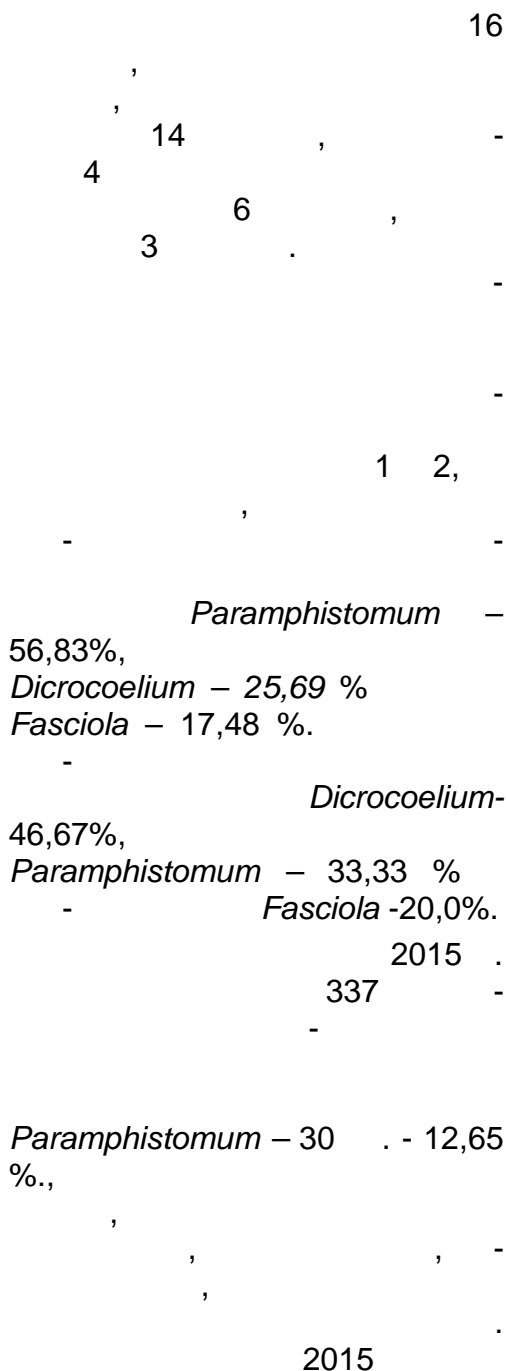 16
,
,
14 , -
4
6 ,
3 .
-
-
1 2,
,
- -
Paramphistomum –
56,83%,
Dicrocoelium – 25,69 %
Fasciola – 17,48 %.
-
Dicrocoelium-
46,67%,
Paramphistomum – 33,33 %
- Fasciola -20,0%.
2015 .
337 -
-
Paramphistomum – 30 . - 12,65
%.,
,
, , -
,
.
2015